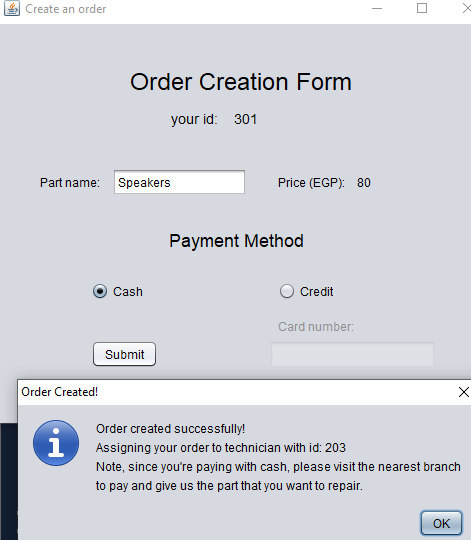 Create an order
Order Creation Form
your id: 301
Part name: Speakers Price (EGP): 80
Payment Method
Cash Credit
Card number:
Submit
Order Created!
Order created successfully!
Assigning your order to technician with id: 203
Note, since you're paying with cash, please visit the nearest branch
to pay and give us the part that you want to repair.
OK